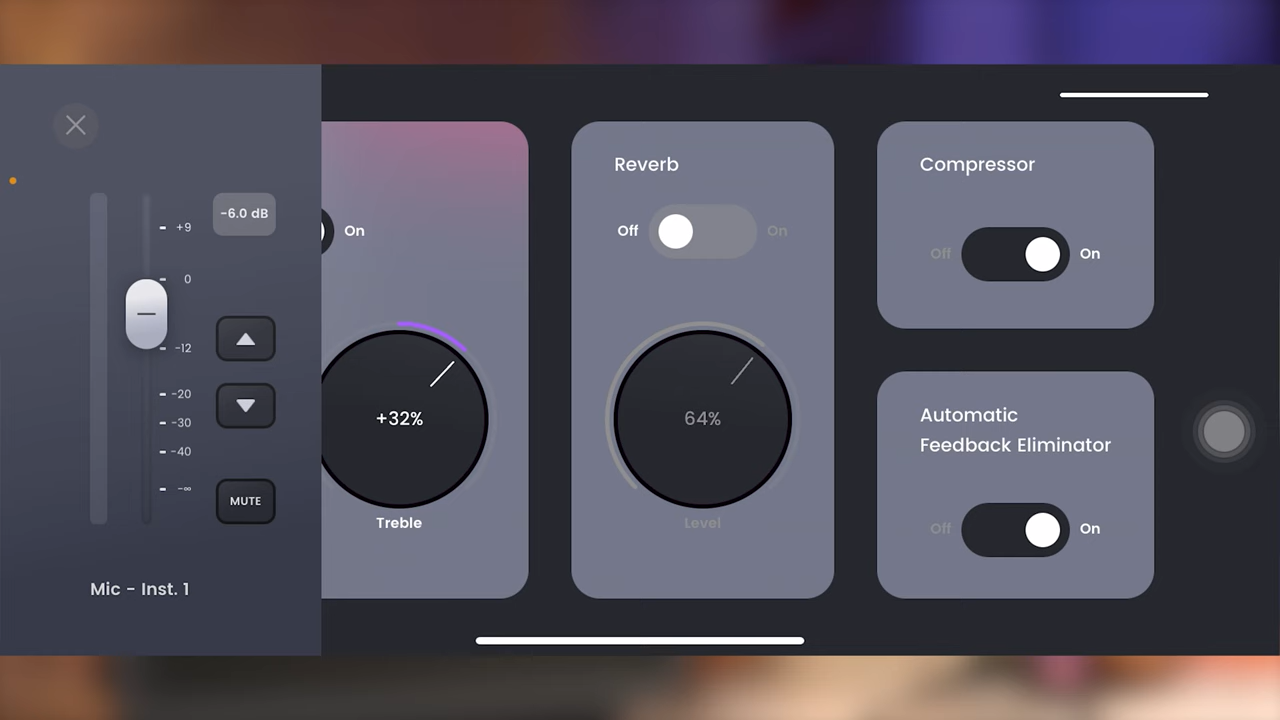 -6.0 dB
+9
0
-12
-20
-30
-40
-∞
MUTE
Mic - Inst. 1
On
+32%
Treble
Reverb
Off On
64%
Level
Compressor
Off On
Automatic
Feedback Eliminator
Off On